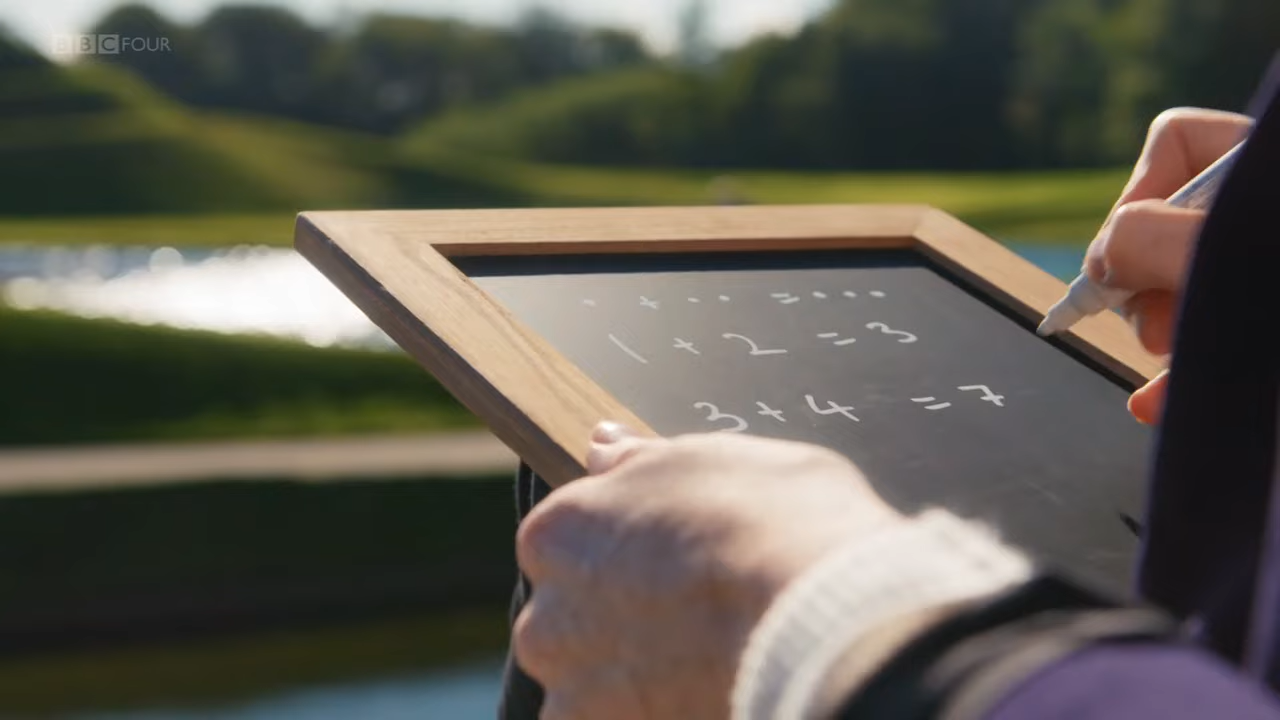 BBC FOUR
· + ·· = ···
1 + 2 = 3
3 + 4 = 7